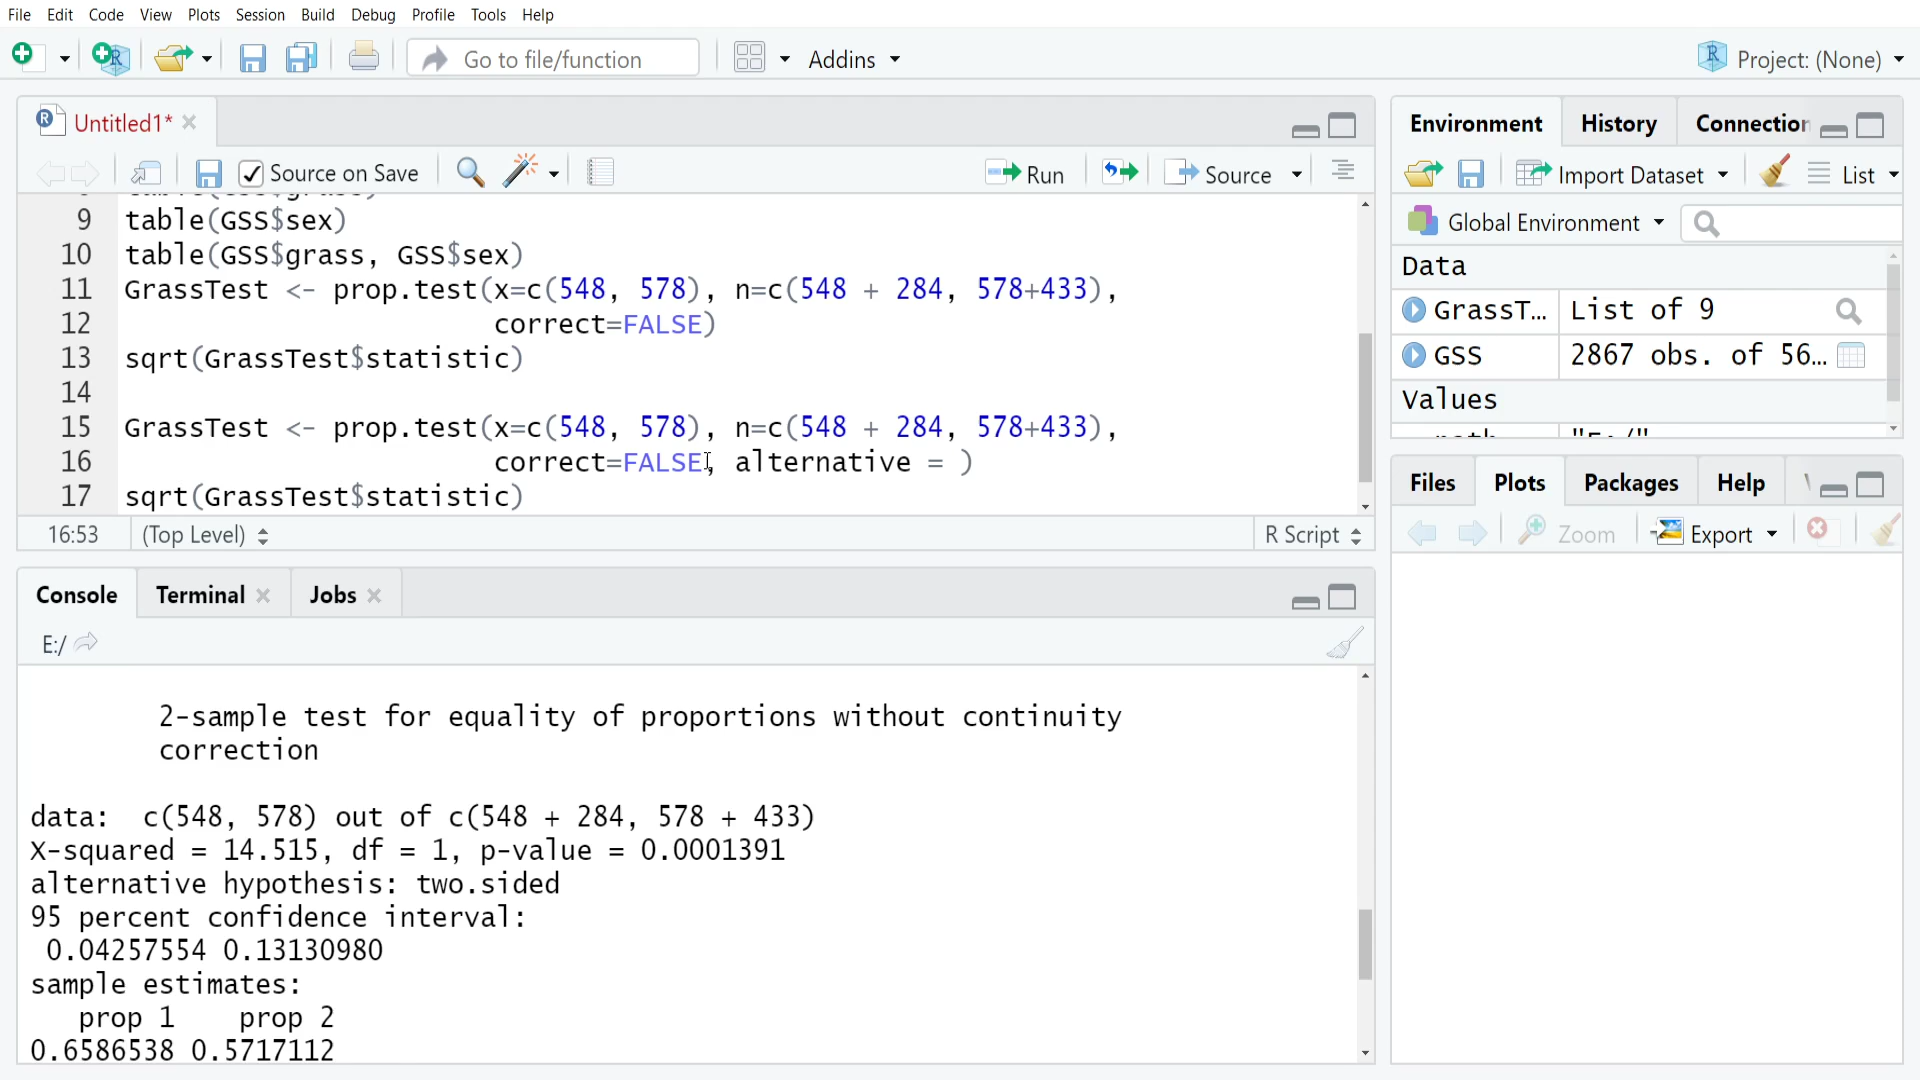 File Edit Code View Plots Session Build Debug Profile Tools Help
Go to file/function Addins Project: (None)
Untitled1*
Source on Save Run Source
9 table(GSS$sex)
10 table(GSS$grass, GSS$sex)
11 GrassTest <- prop.test(x=c(548, 578), n=c(548 + 284, 578+433),
12 correct=FALSE)
13 sqrt(GrassTest$statistic)
14
15 GrassTest <- prop.test(x=c(548, 578), n=c(548 + 284, 578+433),
16 correct=FALSE, alternative = )
17 sqrt(GrassTest$statistic)
16:53 (Top Level) R Script
Console Terminal Jobs
E:/
2-sample test for equality of proportions without continuity
correction
data: c(548, 578) out of c(548 + 284, 578 + 433)
X-squared = 14.515, df = 1, p-value = 0.0001391
alternative hypothesis: two.sided
95 percent confidence interval:
0.04257554 0.13130980
sample estimates:
prop 1 prop 2
0.6586538 0.5717112
Environment History Connection
Import Dataset List
Global Environment
Data
GrassT... List of 9
GSS 2867 obs. of 56...
Values
Files Plots Packages Help
Zoom Export